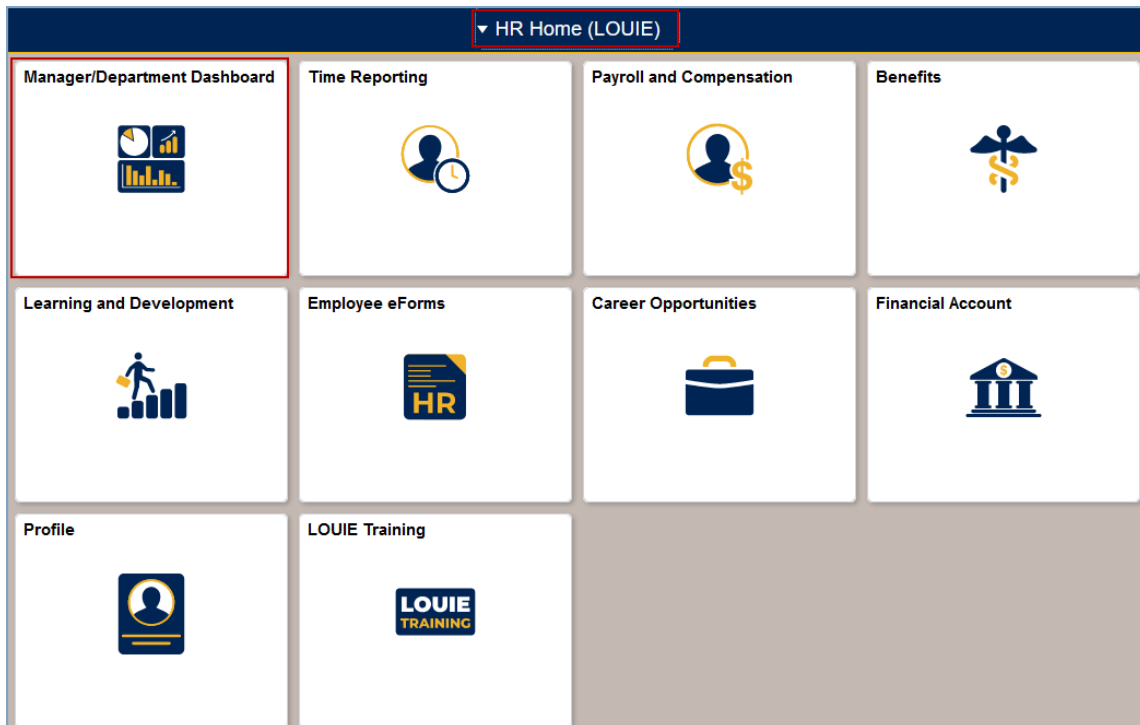 HR Home (LOUIE)
Manager/Department Dashboard
Time Reporting
Payroll and Compensation
$
Benefits
Learning and Development
Employee eForms
HR
Career Opportunities
Financial Account
$
Profile
LOUIE Training
LOUIE
TRAINING